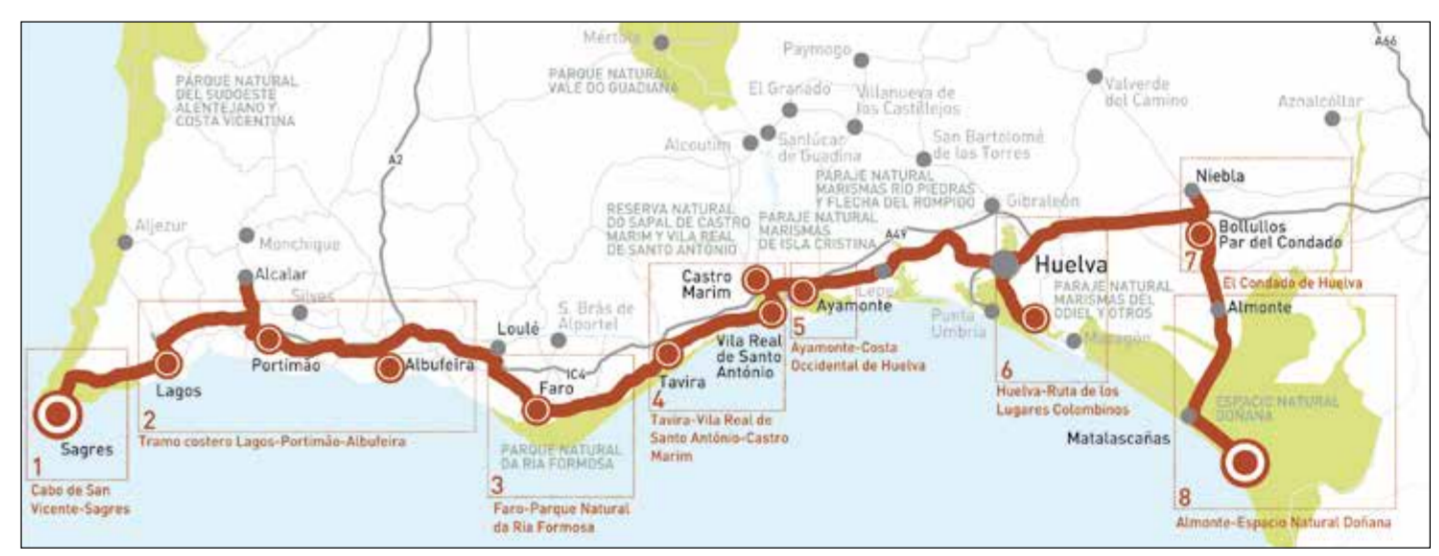 Mértola
PARQUE NATURAL
VALE DO GUADIANA
PARQUE NATURAL
DEL SUDOESTE
ALENTEJANO Y
COSTA VICENTINA
A2
Paymogo
El Granado
Villanueva de
los Castillejos
Alcoutim
Sanlúcar
de Guadina
San Bartolomé
de las Torres
Valverde
del Camino
A66
Aznalcóllar
Aljezur
Monchique
Alcalar
Silves
RESERVA NATURAL
DO SAPAL DE CASTRO
MARIM Y VILA REAL
DE SANTO ANTÓNIO
PARAJE NATURAL
MARISMAS
DE ISLA CRISTINA
PARAJE NATURAL
MARISMAS RÍO PIEDRAS
Y FLECHA DEL ROMPIDO
Gibraleón
A49
Niebla
Bollullos
Par del Condado
7
El Condado de Huelva
Huelva
PARAJE NATURAL
MARISMAS DEL
ODIEL Y OTROS
Punta
Umbría
Mazagón
6
Huelva-Ruta de los
Lugares Colombinos
Castro
Marim
Ayamonte
Lepe
5
Ayamonte-Costa
Occidental de Huelva
Vila Real
de Santo
António
Tavira
4
Tavira-Vila Real de
Santo António-Castro
Marim
S. Brás de
Alportel
Loulé
IC4
Faro
PARQUE NATURAL
DA RIA FORMOSA
3
Faro-Parque Natural
da Ria Formosa
Portimão
Albufeira
Lagos
2
Tramo costero Lagos-Portimão-Albufeira
Sagres
1
Cabo de San
Vicente-Sagres
Almonte
ESPACIO NATURAL
DOÑANA
Matalascañas
8
Almonte-Espacio Natural Doñana